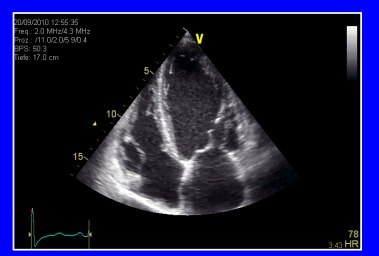 20/09/2010 12:55:35
Freq.: 2.0 MHz/4.3 MHz
Proz.: /11.0/2.0/5.9/0.4
BPS: 50.3
Tiefe: 17.0 cm
V
5
10
15
78
3:43 HR